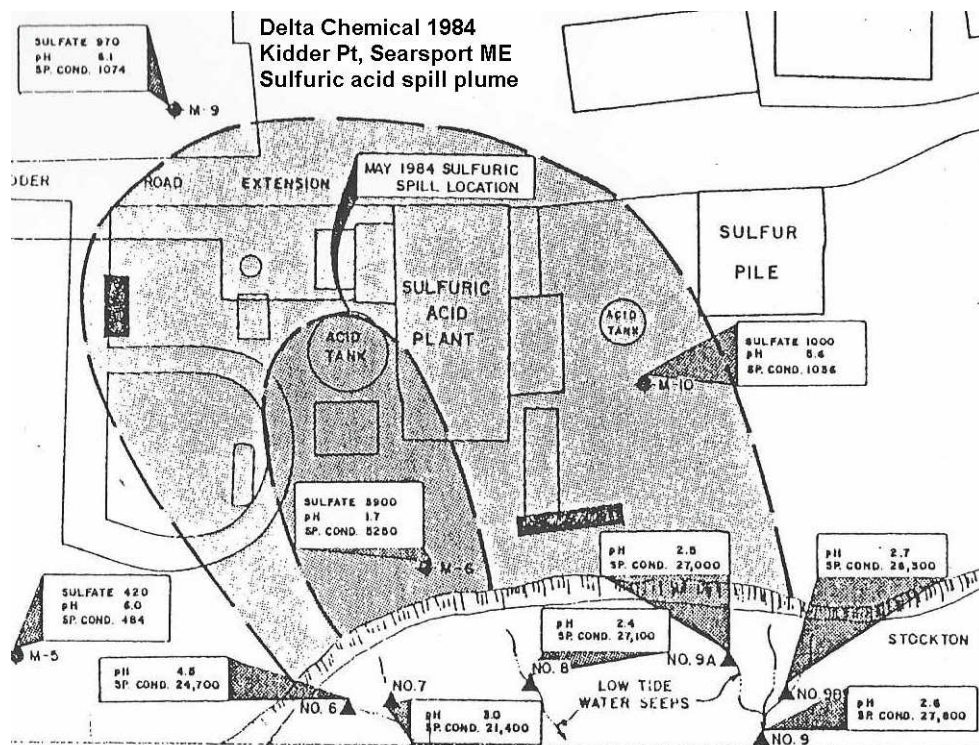 Delta Chemical 1984
Kidder Pt, Searsport ME
Sulfuric acid spill plume
SULFATE 970
pH 6.1
SP. COND. 1074
M-9
MAY 1984 SULFURIC
SPILL LOCATION
DDER ROAD EXTENSION
SULFUR
PILE
SULFURIC
ACID
PLANT
ACID
TANK
ACID
TANK
SULFATE 1000
pH 5.6
SP. COND. 1056
M-10
SULFATE 5900
pH 1.7
SP. COND. 5250
M-6
SULFATE 420
pH 6.0
SP. COND. 484
M-5
pH 2.5
SP. COND. 27,000
pH 2.7
SP. COND. 28,300
pH 2.4
SP. COND. 27,100
STOCKTON
NO. 9A
NO. 8
pH 4.5
SP. COND. 24,700
NO. 6
NO. 7
LOW TIDE
WATER SEEPS
NO. 9B
pH 3.0
SP. COND. 21,400
pH 2.6
SP. COND. 27,800
NO. 9